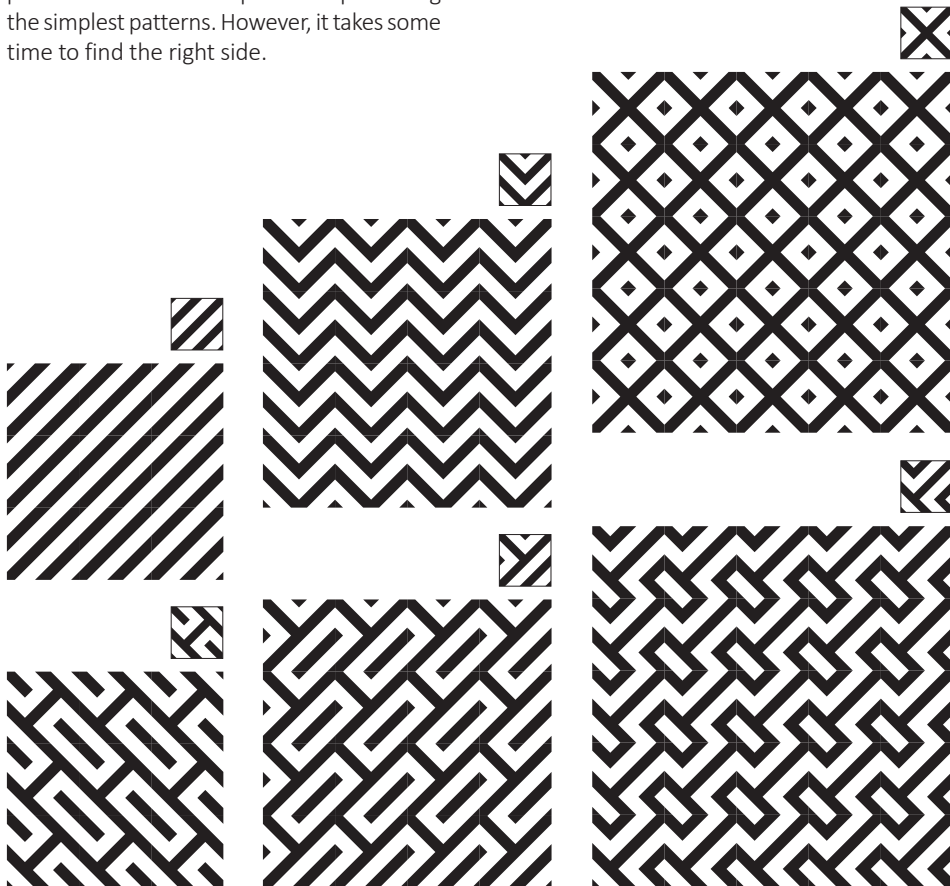 the simplest patterns. However, it takes some
time to find the right side.